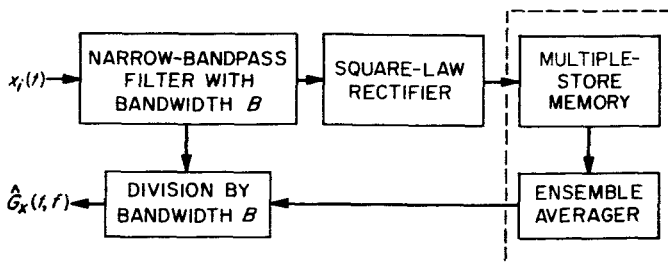 NARROW-BANDPASS
FILTER WITH
BANDWIDTH B
SQUARE-LAW
RECTIFIER
MULTIPLE-
STORE
MEMORY
x_i(t)
DIVISION BY
BANDWIDTH B
ENSEMBLE
AVERAGER
Ĝ_x(f,f)